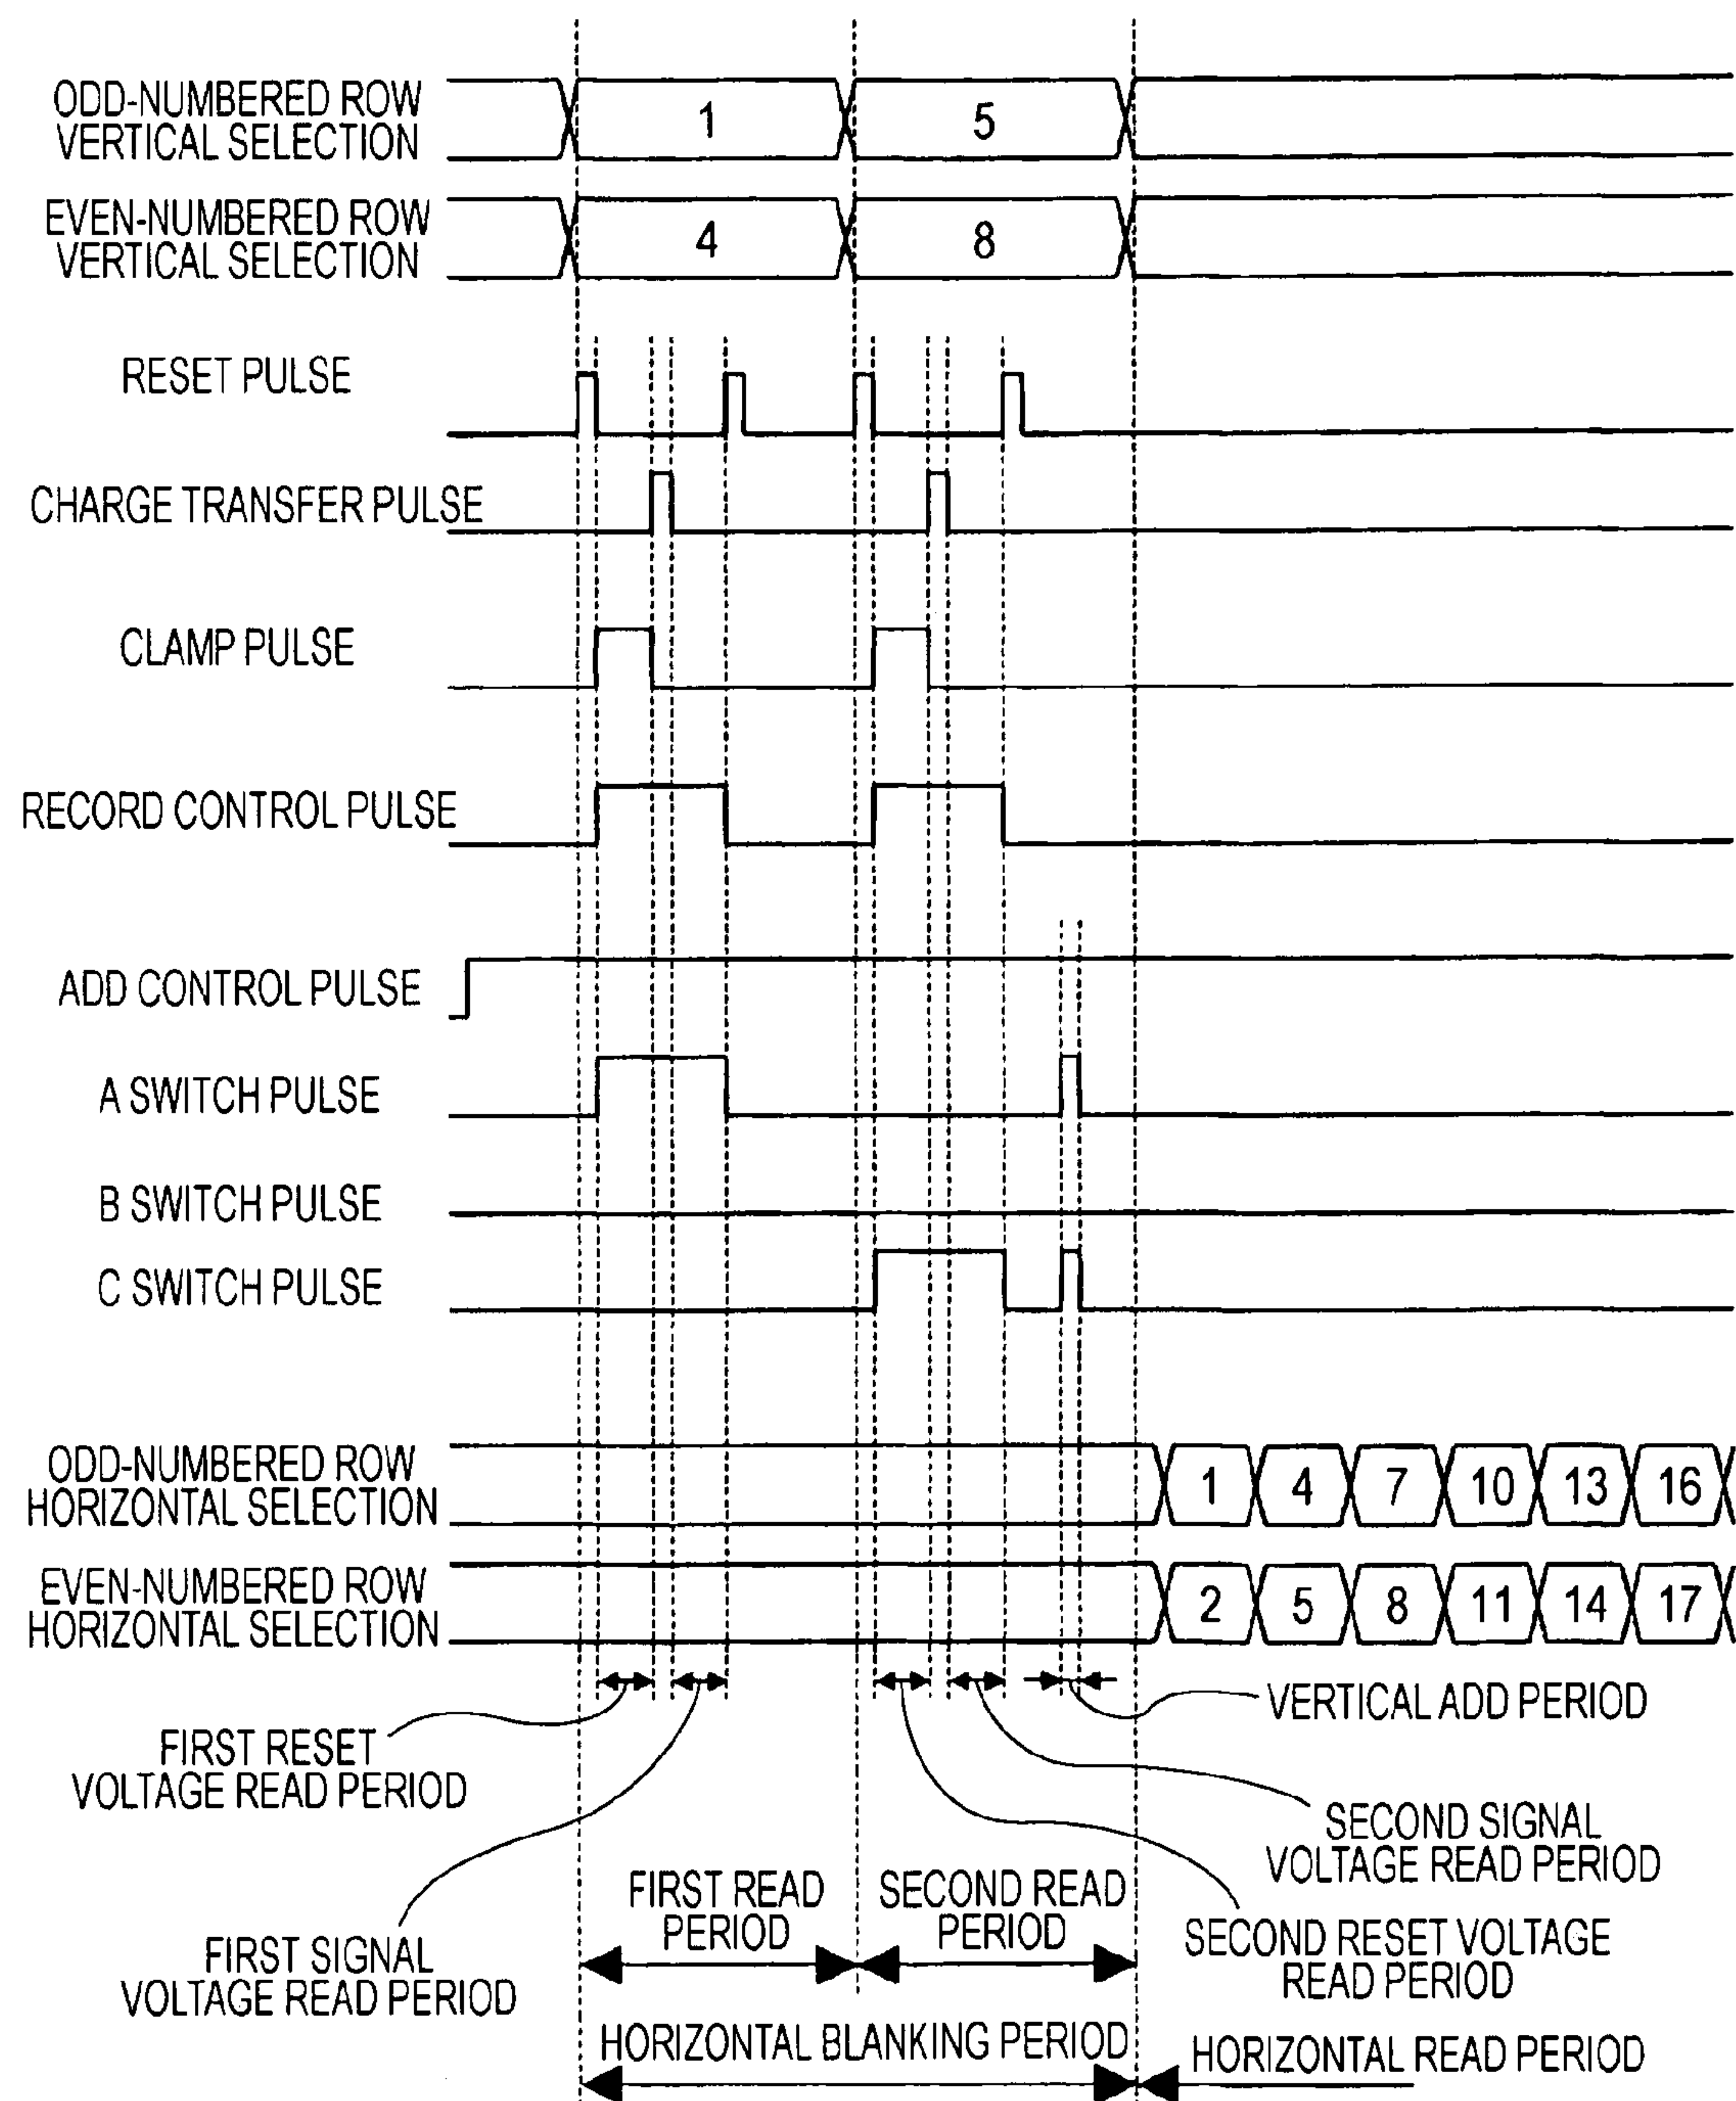 ODD-NUMBERED ROW
VERTICAL SELECTION
1
5
EVEN-NUMBERED ROW
VERTICAL SELECTION
4
8
RESET PULSE
CHARGE TRANSFER PULSE
CLAMP PULSE
RECORD CONTROL PULSE
ADD CONTROL PULSE
A SWITCH PULSE
B SWITCH PULSE
C SWITCH PULSE
ODD-NUMBERED ROW
HORIZONTAL SELECTION
1 4 7 10 13 16
EVEN-NUMBERED ROW
HORIZONTAL SELECTION
2 5 8 11 14 17
VERTICAL ADD PERIOD
FIRST RESET
VOLTAGE READ PERIOD
SECOND SIGNAL
VOLTAGE READ PERIOD
FIRST READ
PERIOD
SECOND READ
PERIOD
SECOND RESET VOLTAGE
READ PERIOD
FIRST SIGNAL
VOLTAGE READ PERIOD
HORIZONTAL BLANKING PERIOD
HORIZONTAL READ PERIOD